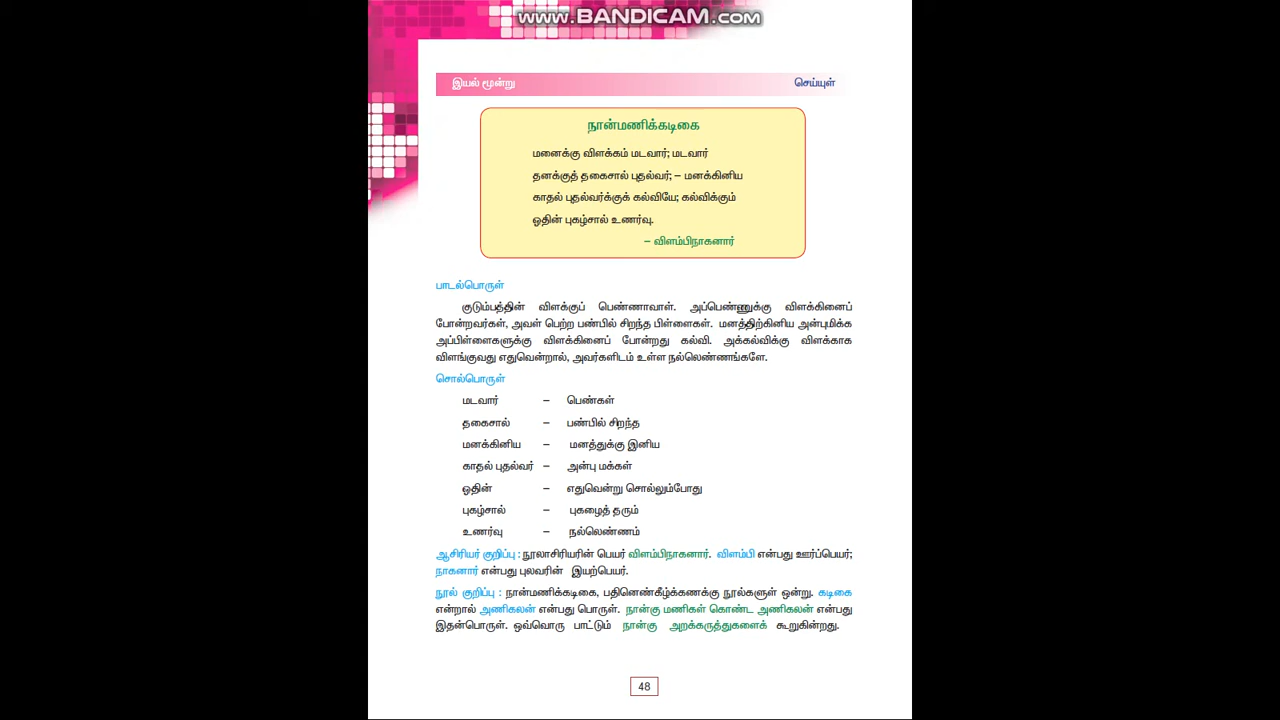 www.BANDICAM.com
இயல் மூன்று செய்யுள்
நான்மணிக்கடிகை
மனைக்கு விளக்கம் மடவார்; மடவார்
தனக்குத் தகைசால் புதல்வர்; – மனக்கினிய
காதல் புதல்வர்க்குக் கல்வியே; கல்விக்கும்
ஓதின் புகழ்சால் உணர்வு.
– விளம்பிநாகனார்
பாடல்பொருள்
குடும்பத்தின் விளக்குப் பெண்ணாவாள். அப்பெண்ணுக்கு விளக்கினைப்
போன்றவர்கள், அவள் பெற்ற பண்பில் சிறந்த பிள்ளைகள். மனத்திற்கினிய அன்புமிக்க
அப்பிள்ளைகளுக்கு விளக்கினைப் போன்றது கல்வி. அக்கல்விக்கு விளக்காக
விளங்குவது எதுவென்றால், அவர்களிடம் உள்ள நல்லெண்ணங்களே.
சொல்பொருள்
மடவார் – பெண்கள்
தகைசால் – பண்பில் சிறந்த
மனக்கினிய – மனத்துக்கு இனிய
காதல் புதல்வர் – அன்பு மக்கள்
ஓதின் – எதுவென்று சொல்லும்போது
புகழ்சால் – புகழைத் தரும்
உணர்வு – நல்லெண்ணம்
ஆசிரியர் குறிப்பு : நூலாசிரியரின் பெயர் விளம்பிநாகனார். விளம்பி என்பது ஊர்ப்பெயர்;
நாகனார் என்பது புலவரின் இயற்பெயர்.
நூல் குறிப்பு : நான்மணிக்கடிகை, பதினெண்கீழ்க்கணக்கு நூல்களுள் ஒன்று. கடிகை
என்றால் அணிகலன் என்பது பொருள். நான்கு மணிகள் கொண்ட அணிகலன் என்பது
இதன்பொருள். ஒவ்வொரு பாட்டும் நான்கு அறக்கருத்துகளைக் கூறுகின்றது.
48